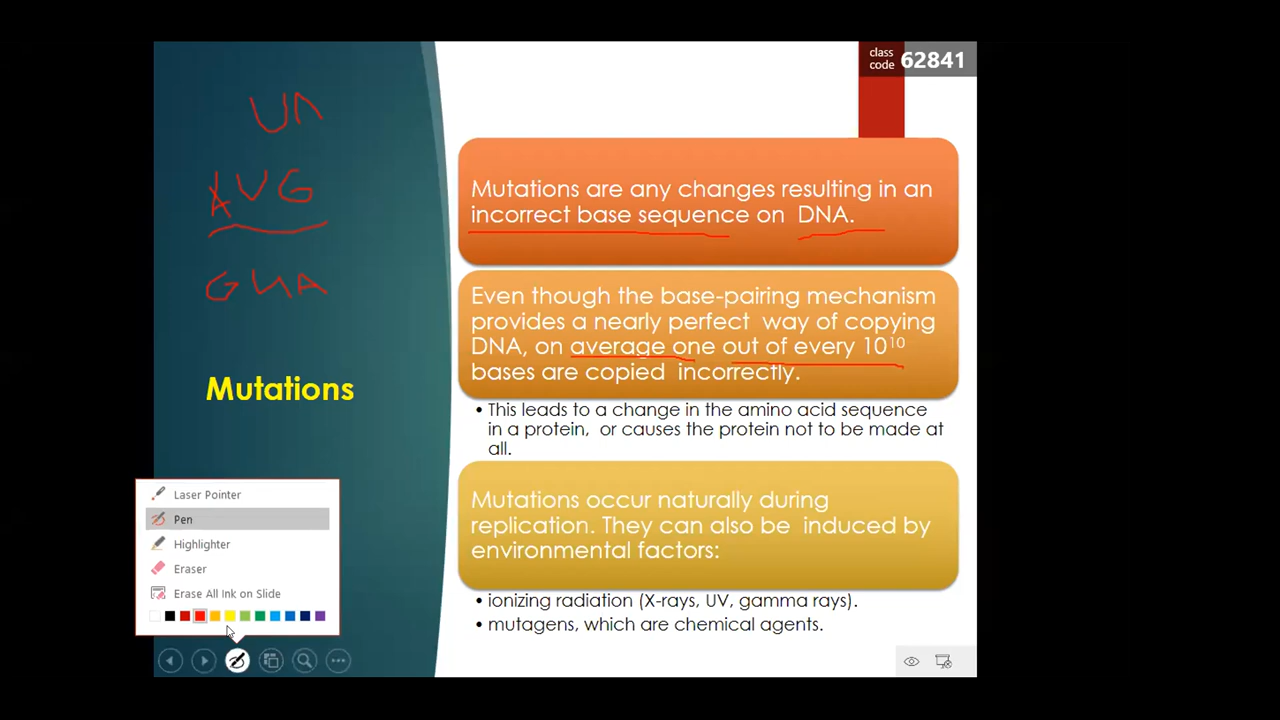 class
code 62841
UA
AUG
GUA
Mutations are any changes resulting in an
incorrect base sequence on DNA.
Even though the base-pairing mechanism
provides a nearly perfect way of copying
DNA, on average one out of every 10¹⁰
bases are copied incorrectly.
• This leads to a change in the amino acid sequence
in a protein, or causes the protein not to be made at
all.
Mutations
Mutations occur naturally during
replication. They can also be induced by
environmental factors:
• ionizing radiation (X-rays, UV, gamma rays).
• mutagens, which are chemical agents.
Laser Pointer
Pen
Highlighter
Eraser
Erase All Ink on Slide